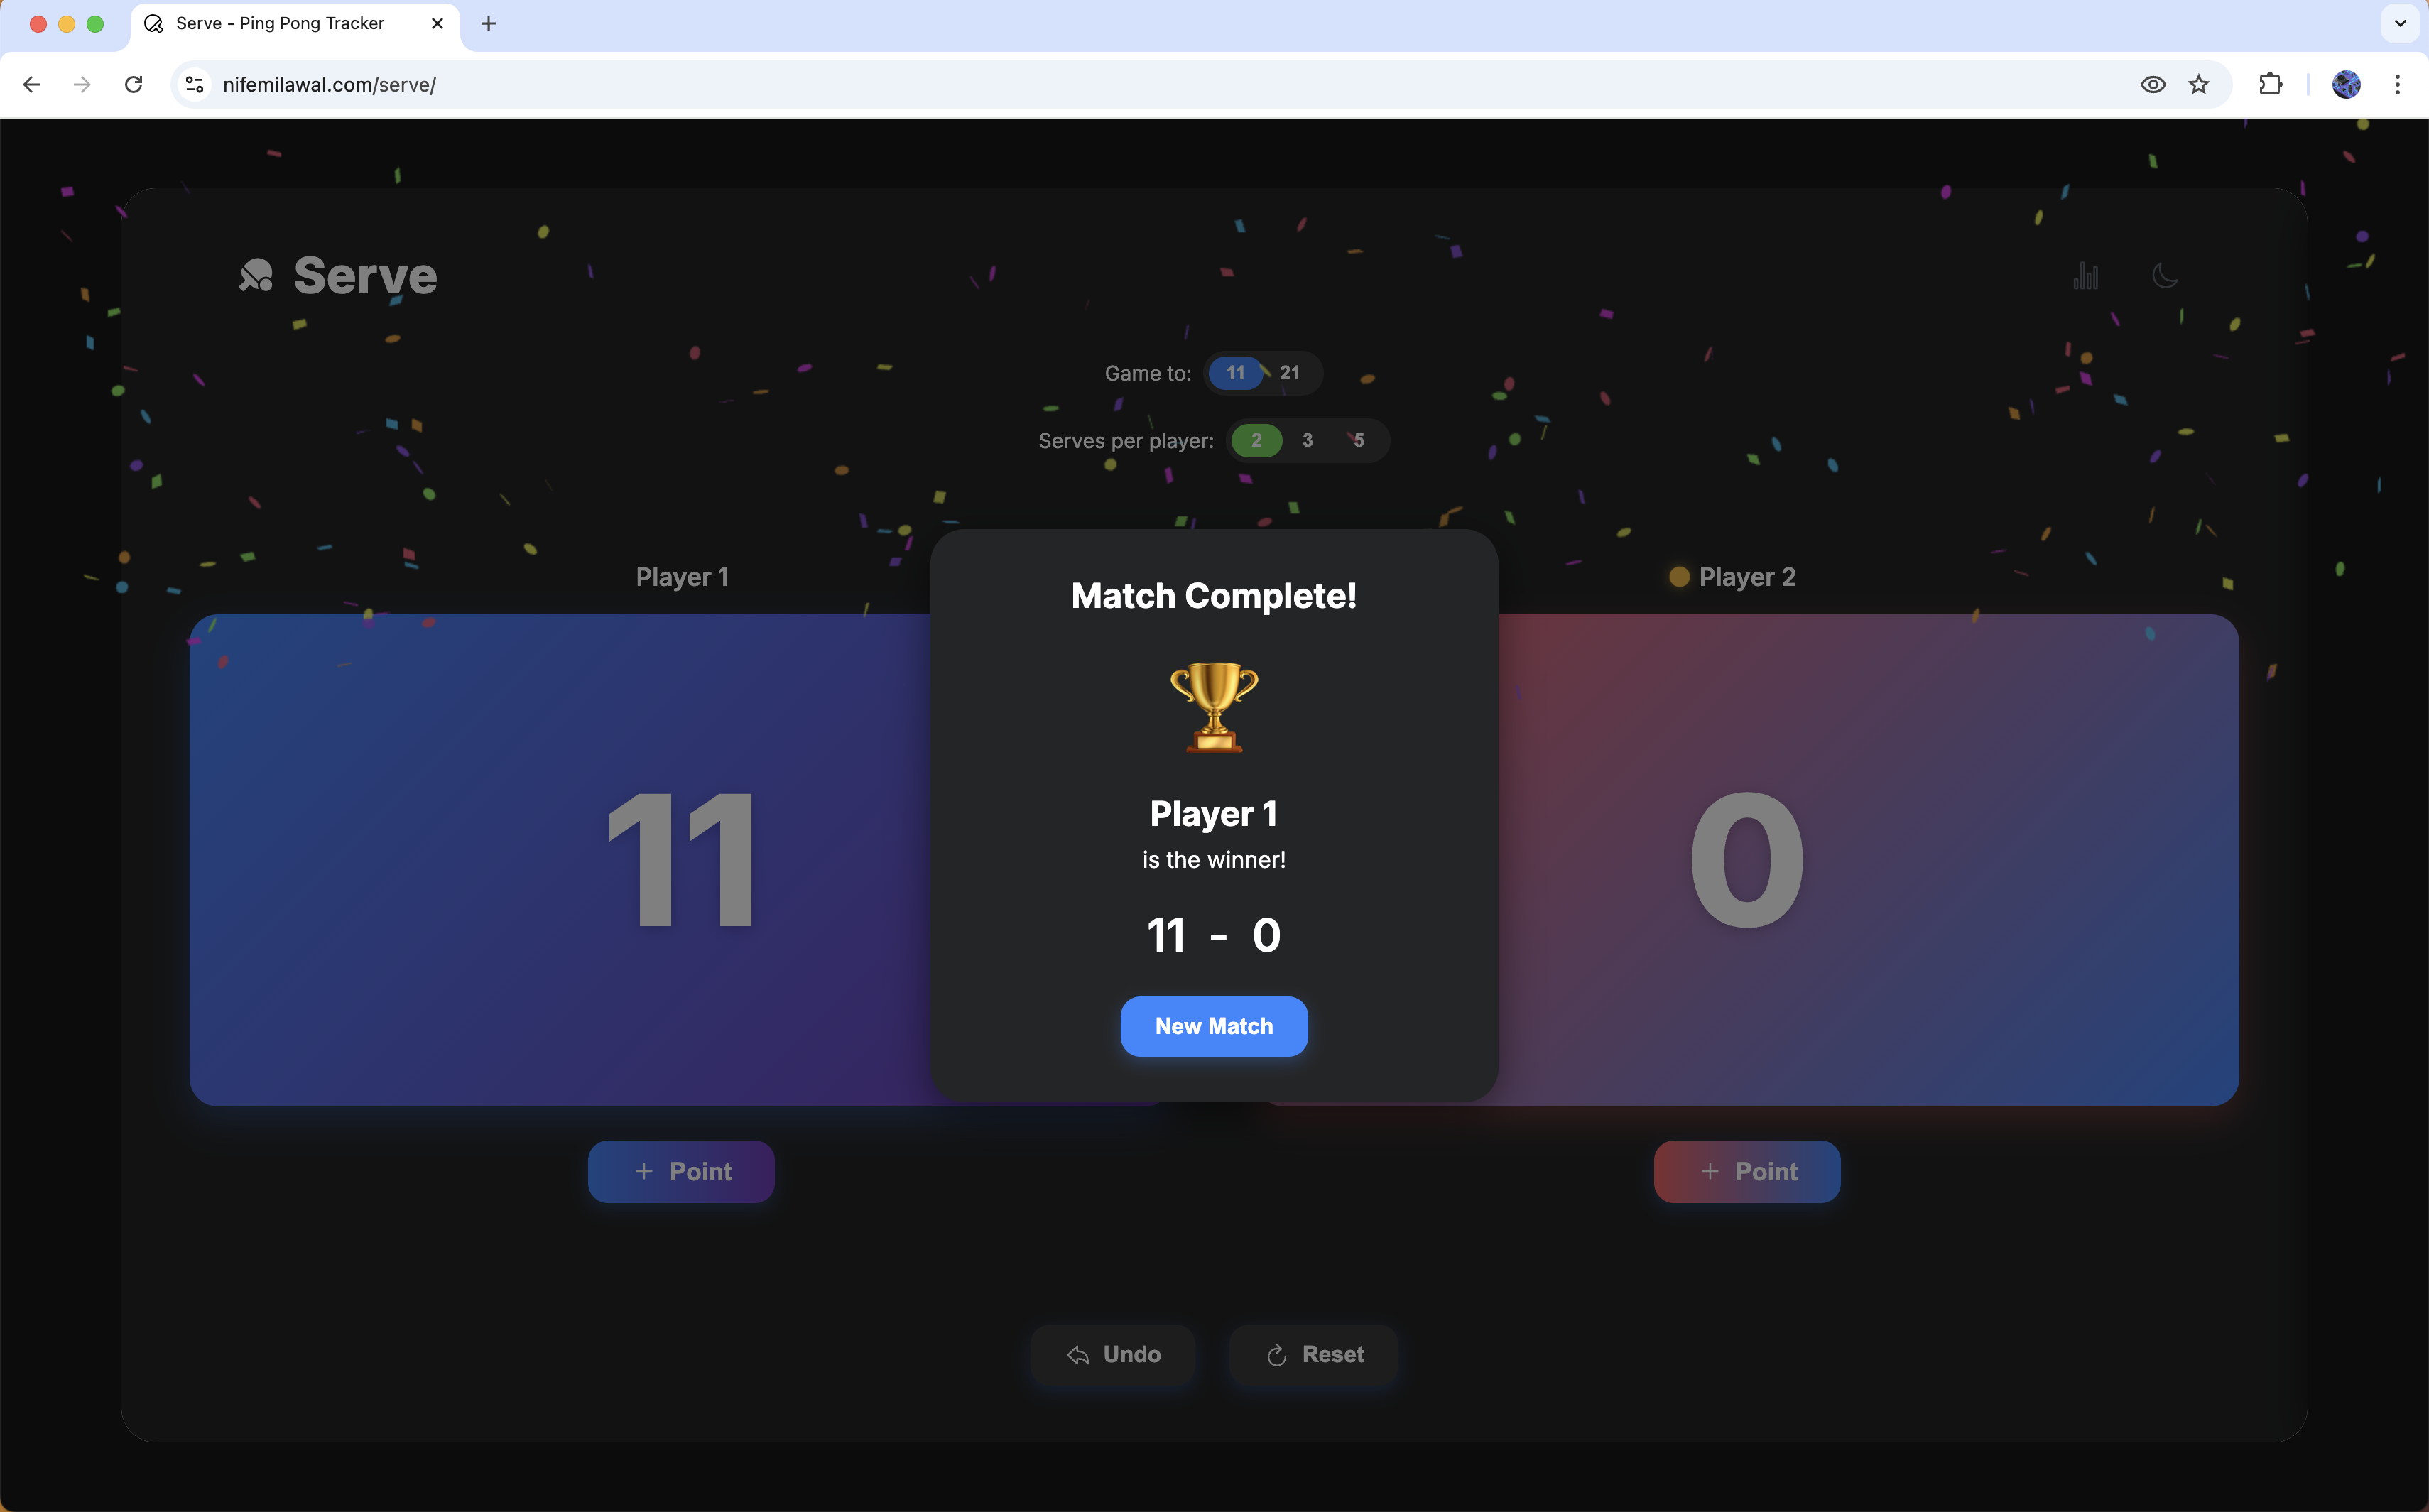 Serve - Ping Pong Tracker
nifemilawal.com/serve/
Serve
Game to: 11 21
Serves per player: 2 3 5
Player 1
Player 2
Match Complete!
11
0
Player 1
is the winner!
11 - 0
New Match
+ Point
+ Point
Undo
Reset